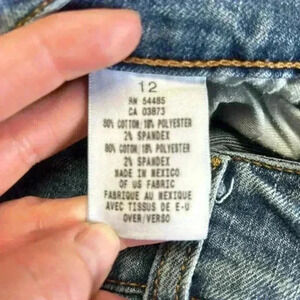 12
RN 54485
CA 03873
80% COTTON/18% POLYESTER
2% SPANDEX
80% COTTON/18% POLYESTER
2% SPANDEX
MADE IN MEXICO
OF US FABRIC
FABRIQUE AU MEXIQUE
AVEC TISSUS DE E-U
OVER/VERSO